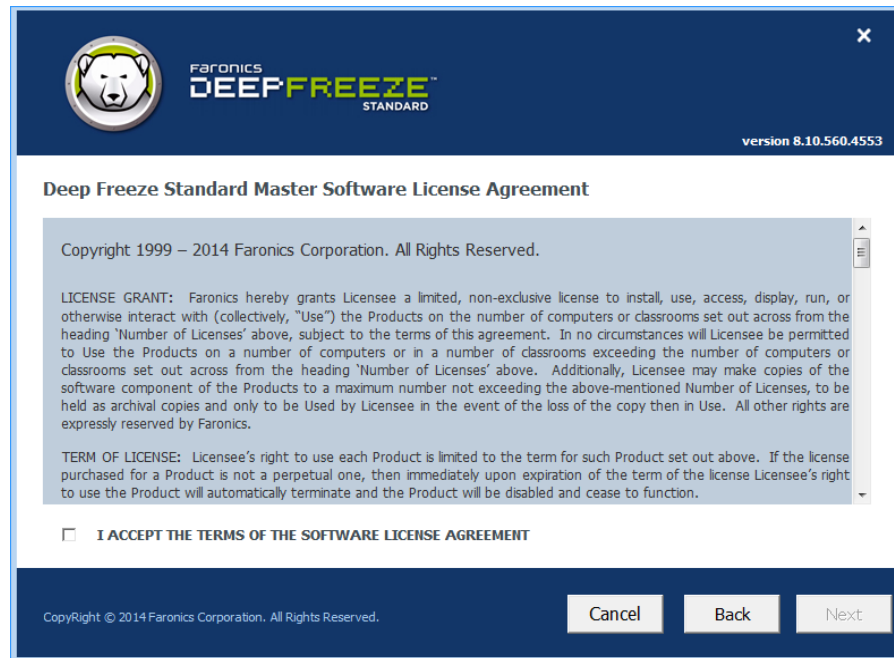 Faronics
DEEPFREEZE™
STANDARD
version 8.10.560.4553
Deep Freeze Standard Master Software License Agreement
Copyright 1999 – 2014 Faronics Corporation. All Rights Reserved.
LICENSE GRANT: Faronics hereby grants Licensee a limited, non-exclusive license to install, use, access, display, run, or
otherwise interact with (collectively, “Use”) the Products on the number of computers or classrooms set out across from the
heading ‘Number of Licenses’ above, subject to the terms of this agreement. In no circumstances will Licensee be permitted
to Use the Products on a number of computers or in a number of classrooms exceeding the number of computers or
classrooms set out across from the heading ‘Number of Licenses’ above. Additionally, Licensee may make copies of the
software component of the Products to a maximum number not exceeding the above-mentioned Number of Licenses, to be
held as archival copies and only to be Used by Licensee in the event of the loss of the copy then in Use. All other rights are
expressly reserved by Faronics.
TERM OF LICENSE: Licensee’s right to use each Product is limited to the term for such Product set out above. If the license
purchased for a Product is not a perpetual one, then immediately upon expiration of the term of the license Licensee’s right
to use the Product will automatically terminate and the Product will be disabled and cease to function.
I ACCEPT THE TERMS OF THE SOFTWARE LICENSE AGREEMENT
CopyRight © 2014 Faronics Corporation. All Rights Reserved.
Cancel
Back
Next